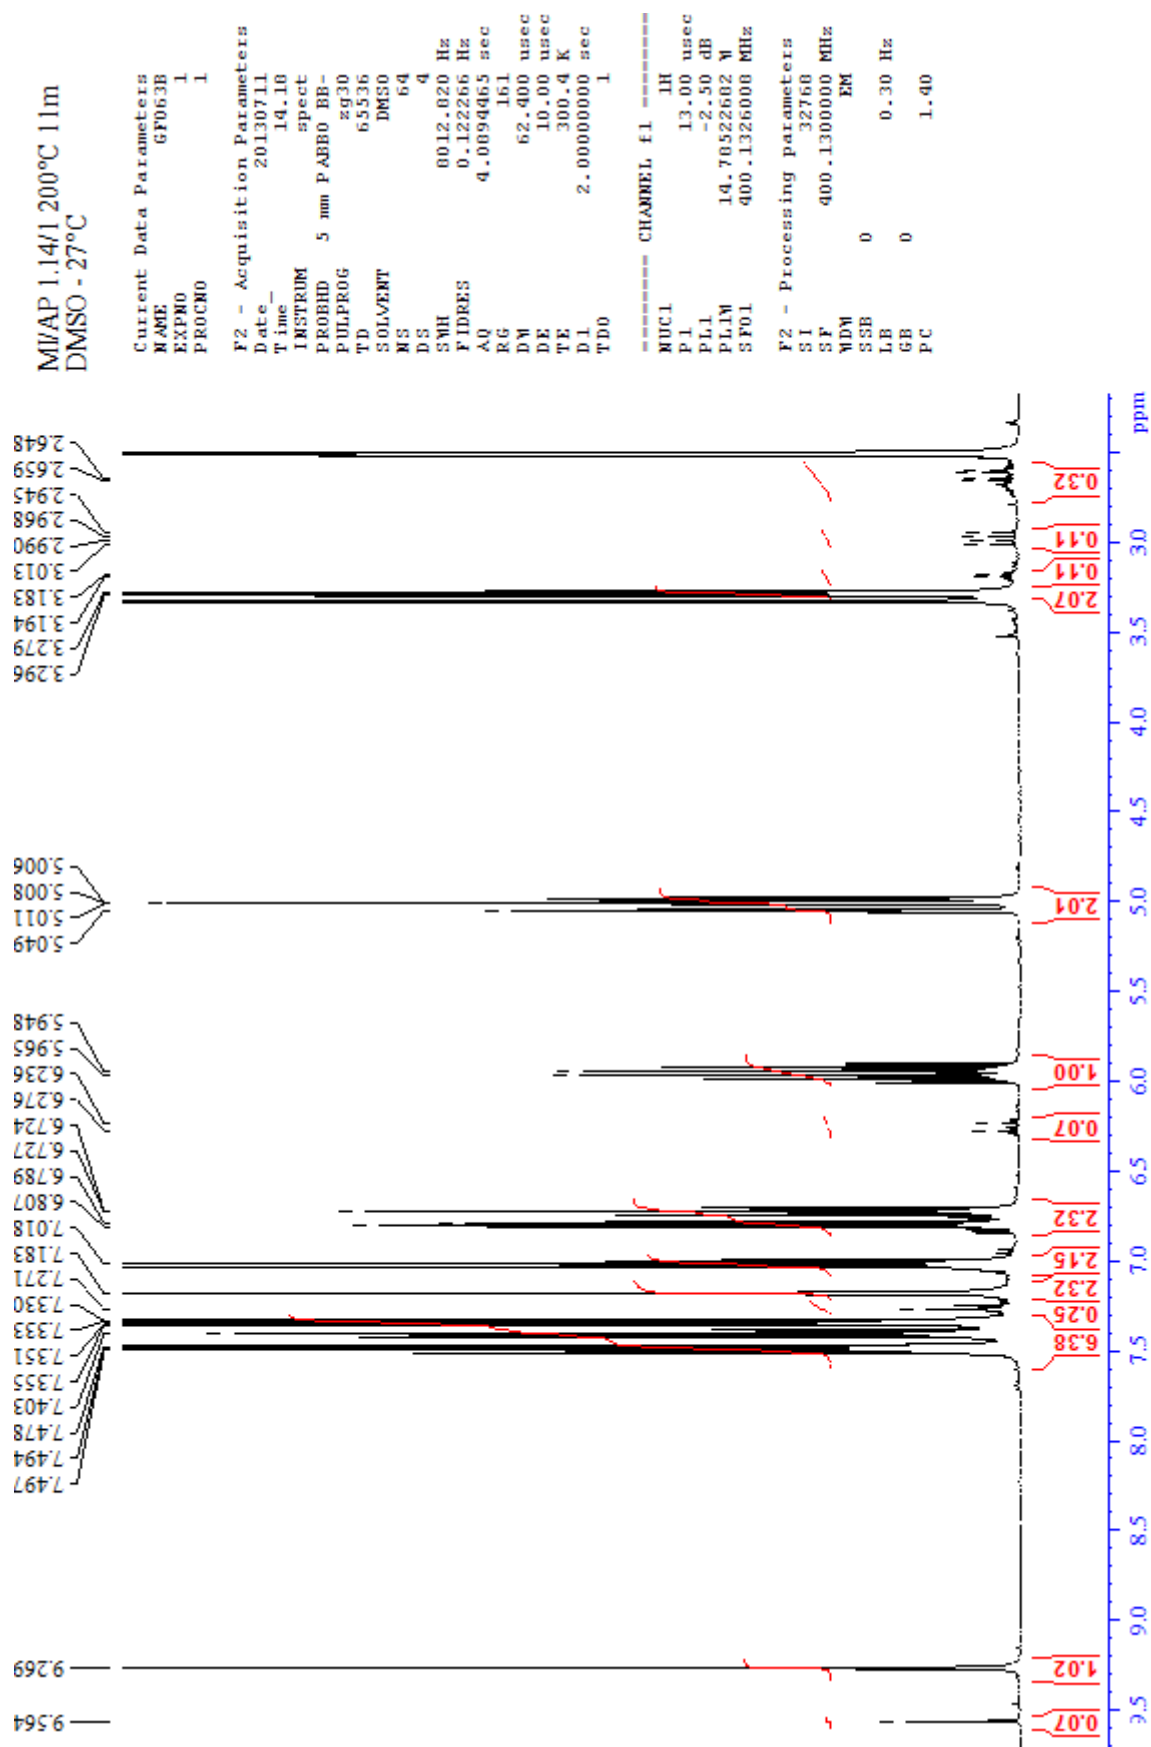 MI/AP 1.14/1 200°C 11m
DMSO - 27°C
Current Data Parameters
NAME GF063B
EXPNO 1
PROCNO 1
F2 - Acquisition Parameters
Date_ 20130711
Time 14.18
INSTRUM spect
PROBHD 5 mm PABBO BB-
PULPROG zg30
TD 65536
SOLVENT DMSO
NS 64
DS 4
SWH 8012.820 Hz
FIDRES 0.122266 Hz
AQ 4.0894465 sec
RG 161
DW 62.400 usec
DE 10.00 usec
TE 300.4 K
D1 2.00000000 sec
TD0 1
======== CHANNEL f1 ========
NUC1 1H
P1 13.00 usec
PL1 -2.50 dB
PL1W 14.78522682 W
SFO1 400.1326008 MHz
F2 - Processing parameters
SI 32768
SF 400.1300000 MHz
WDW EM
SSB 0
LB 0.30 Hz
GB 0
PC 1.40
2.648
2.659
2.945
2.968
2.990
3.013
3.183
3.194
3.279
3.296
5.006
5.008
5.011
5.049
5.948
5.965
6.236
6.276
6.724
6.727
6.789
6.807
7.018
7.183
7.271
7.330
7.333
7.351
7.355
7.403
7.478
7.494
7.497
9.269
9.564
0.32
0.11
0.11
2.07
2.01
1.00
0.07
2.32
2.15
2.32
0.25
6.38
1.02
0.07
ppm
3.0
3.5
4.0
4.5
5.0
5.5
6.0
6.5
7.0
7.5
8.0
8.5
9.0
9.5